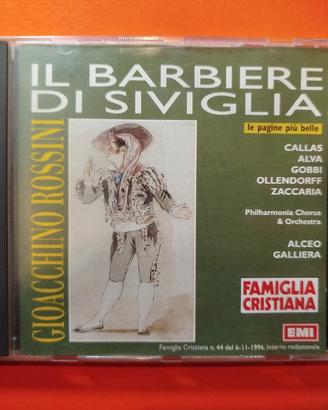 IL BARBIERE
DI SIVIGLIA
le pagine più belle
GIOACCHINO ROSSINI
CALLAS
ALVA
GOBBI
OLLENDORFF
ZACCARIA
Philharmonia Chorus
& Orchestra
ALCEO
GALLIERA
FAMIGLIA
CRISTIANA
EMI
Famiglia Cristiana n. 44 del 6-11-1996, inserto redazionale